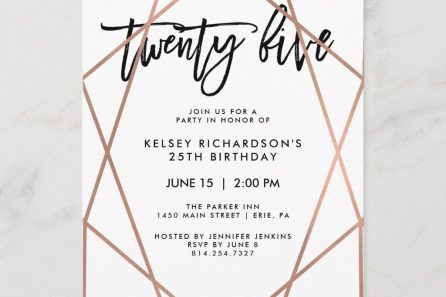 twenty five
JOIN US FOR A
PARTY IN HONOR OF
KELSEY RICHARDSON'S
25TH BIRTHDAY
JUNE 15 | 2:00 PM
THE PARKER INN
1450 MAIN STREET | ERIE, PA
HOSTED BY JENNIFER JENKINS
RSVP BY JUNE 8
814.254.7327